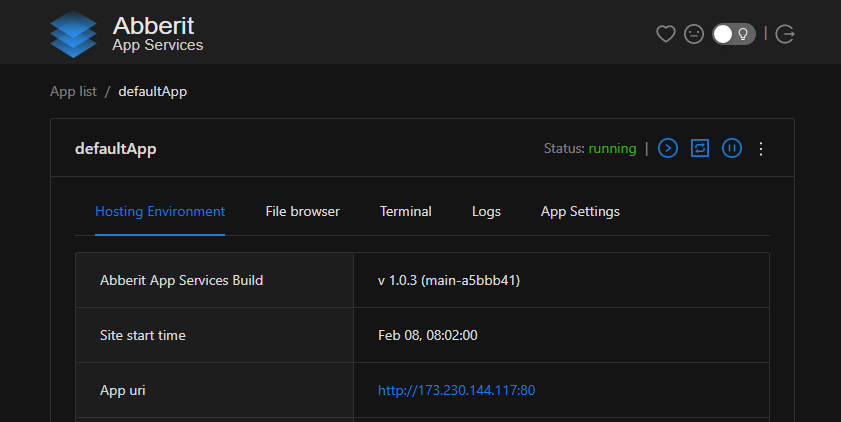 Abberit
App Services
App list / defaultApp
defaultApp
Status: running |
Hosting Environment File browser Terminal Logs App Settings
Abberit App Services Build v 1.0.3 (main-a5bbb41)
Site start time Feb 08, 08:02:00
App uri http://173.230.144.117:80